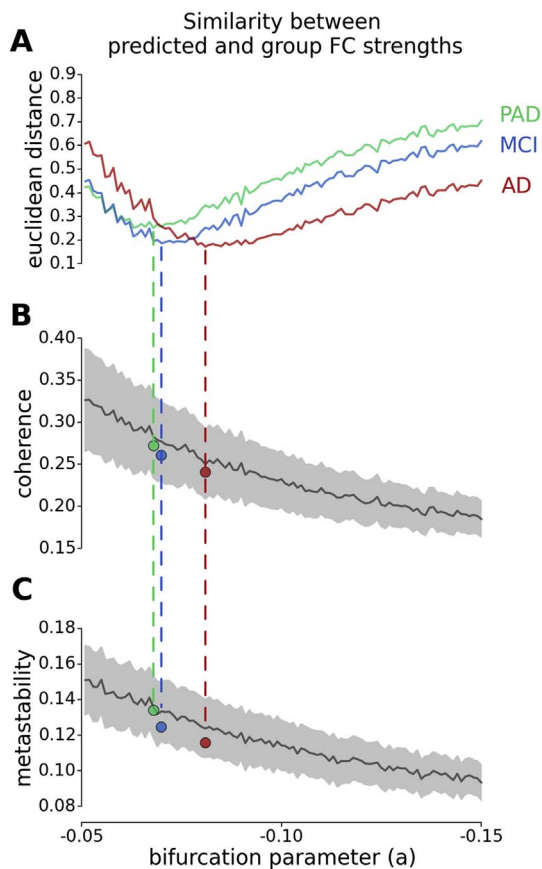 Similarity between
predicted and group FC strengths
A
0.9
0.8
0.7
0.6
0.5
0.4
0.3
0.2
0.1
euclidean distance
PAD
MCI
AD
B
0.40
0.35
0.30
0.25
0.20
0.15
coherence
C
0.18
0.16
0.14
0.12
0.10
0.08
metastability
-0.05 -0.10 -0.15
bifurcation parameter (a)